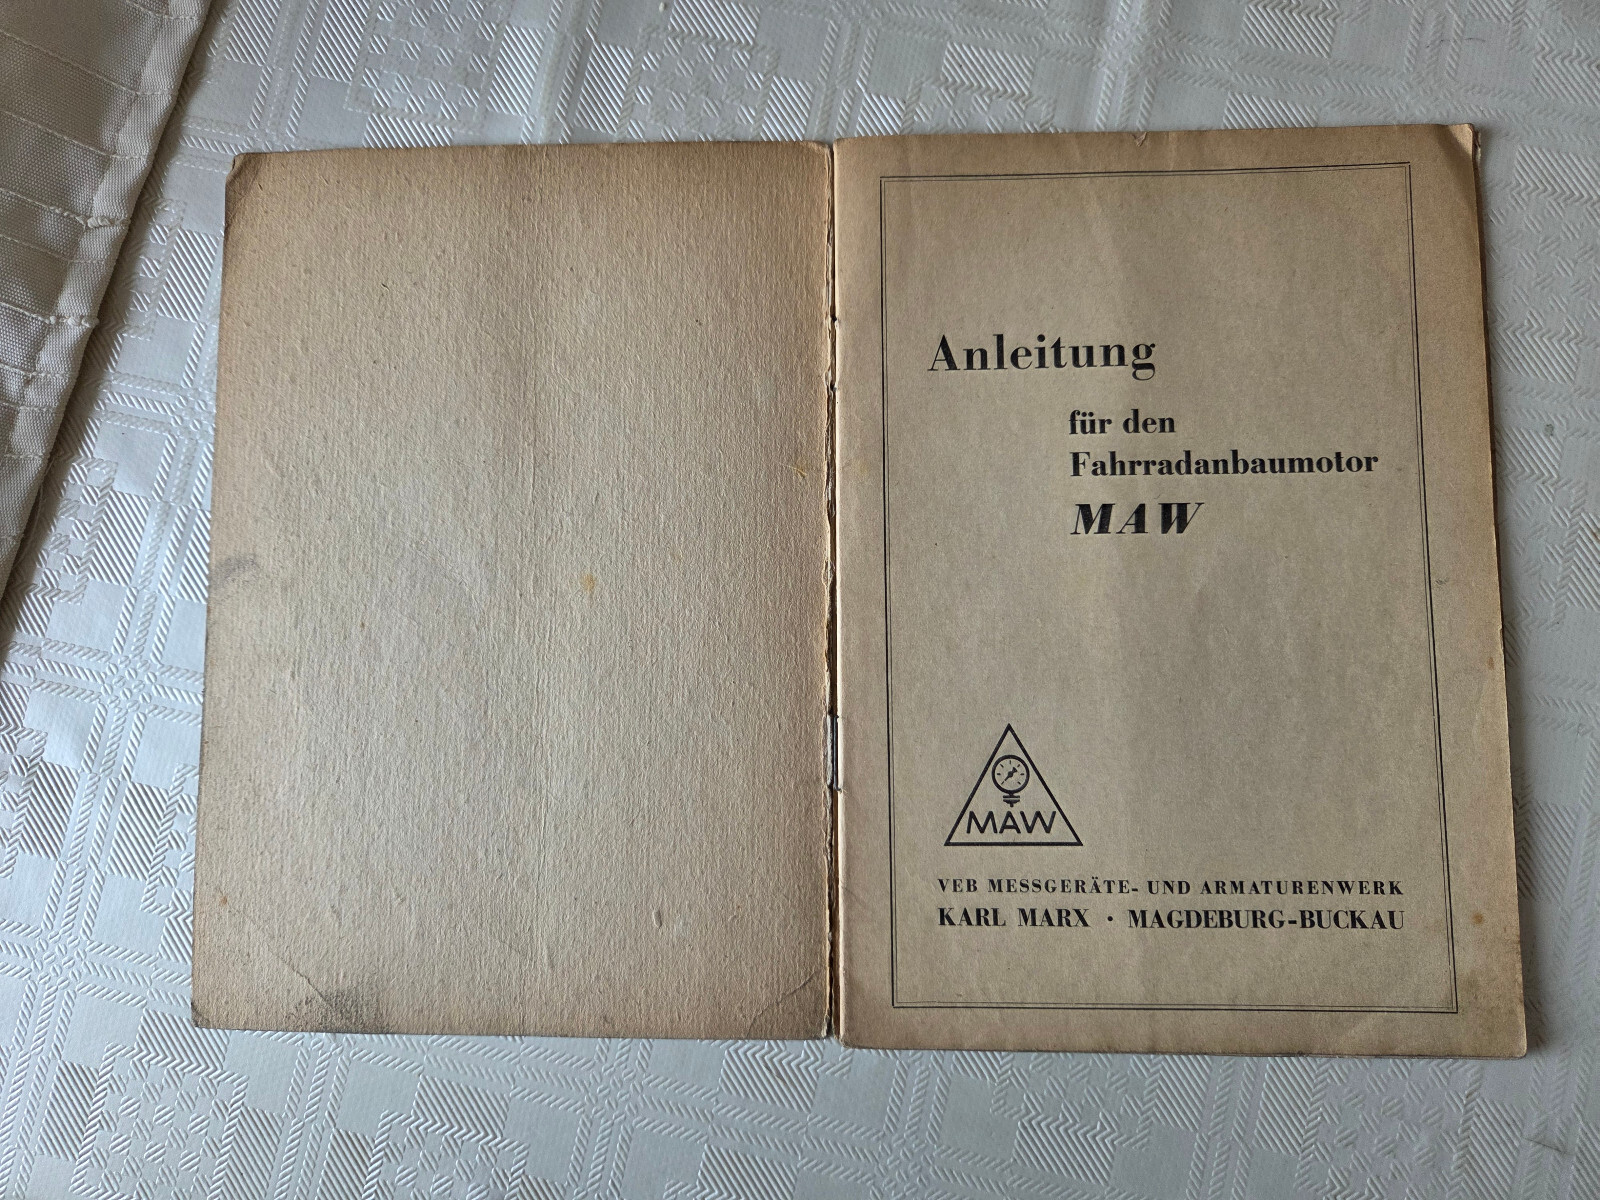 Anleitung
für den
Fahrradanbaumotor
MAW
MAW
VEB MESSGERÄTE- UND ARMATURENWERK
KARL MARX · MAGDEBURG-BUCKAU